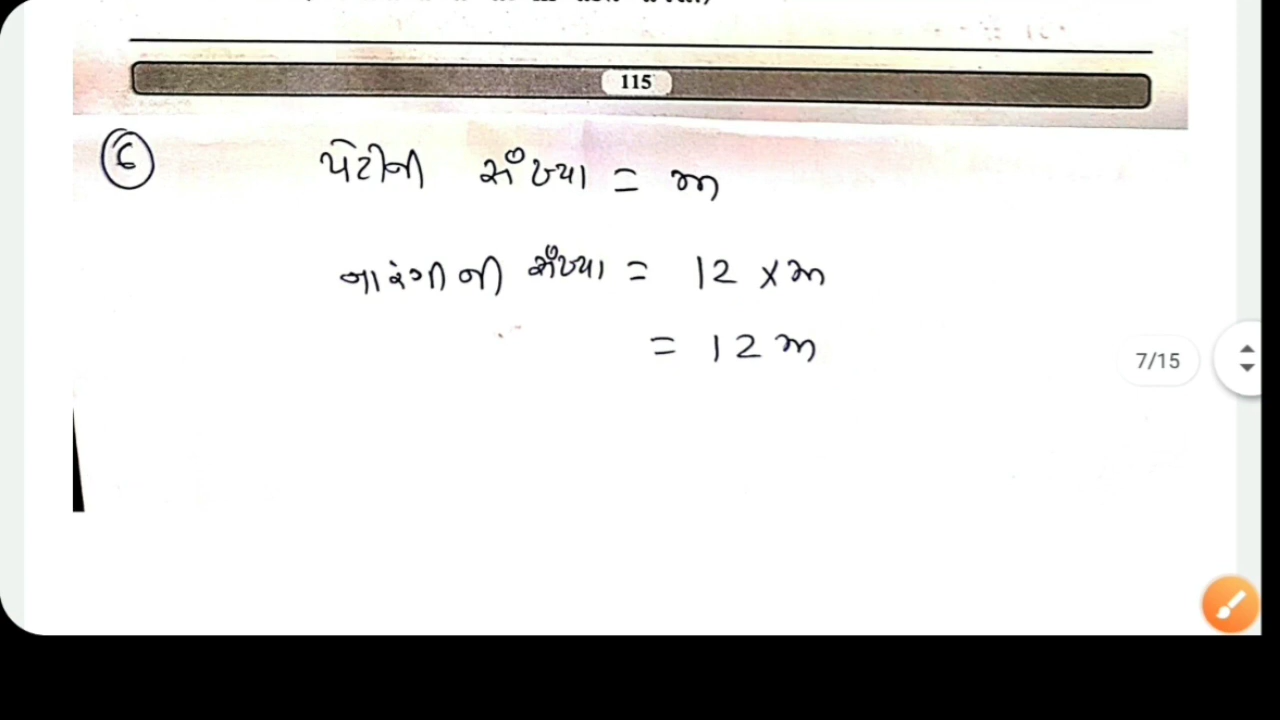 115
6 પેટીની સંખ્યા = m
નારંગી ની સંખ્યા = 12 x m
= 12 m
7/15